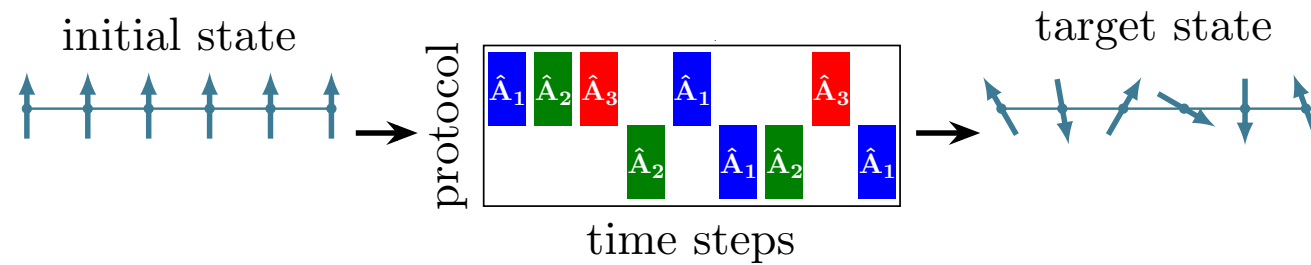 initial state
target state
protocol
Â₁ Â₂ Â₃ Â₁ Â₃
Â₂ Â₁ Â₂ Â₁
time steps